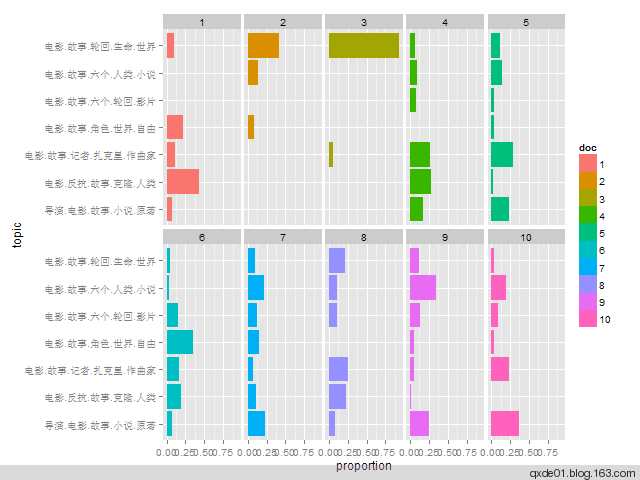 1 2 3 4 5
电影.故事.轮回.生命.世界
电影.故事.六个.人类.小说
电影.故事.六个.轮回.影片
电影.故事.角色.世界.自由
电影.故事.记者.扎克里.作曲家
电影.反抗.故事.克隆.人类
导演.电影.故事.小说.原著
6 7 8 9 10
电影.故事.轮回.生命.世界
电影.故事.六个.人类.小说
电影.故事.六个.轮回.影片
电影.故事.角色.世界.自由
电影.故事.记者.扎克里.作曲家
电影.反抗.故事.克隆.人类
导演.电影.故事.小说.原著
0.00 0.25 0.50 0.75 0.00 0.25 0.50 0.75 0.00 0.25 0.50 0.75 0.00 0.25 0.50 0.75 0.00 0.25 0.50 0.75
proportion
topic
doc
1
2
3
4
5
6
7
8
9
10
qxde01.blog.163.com